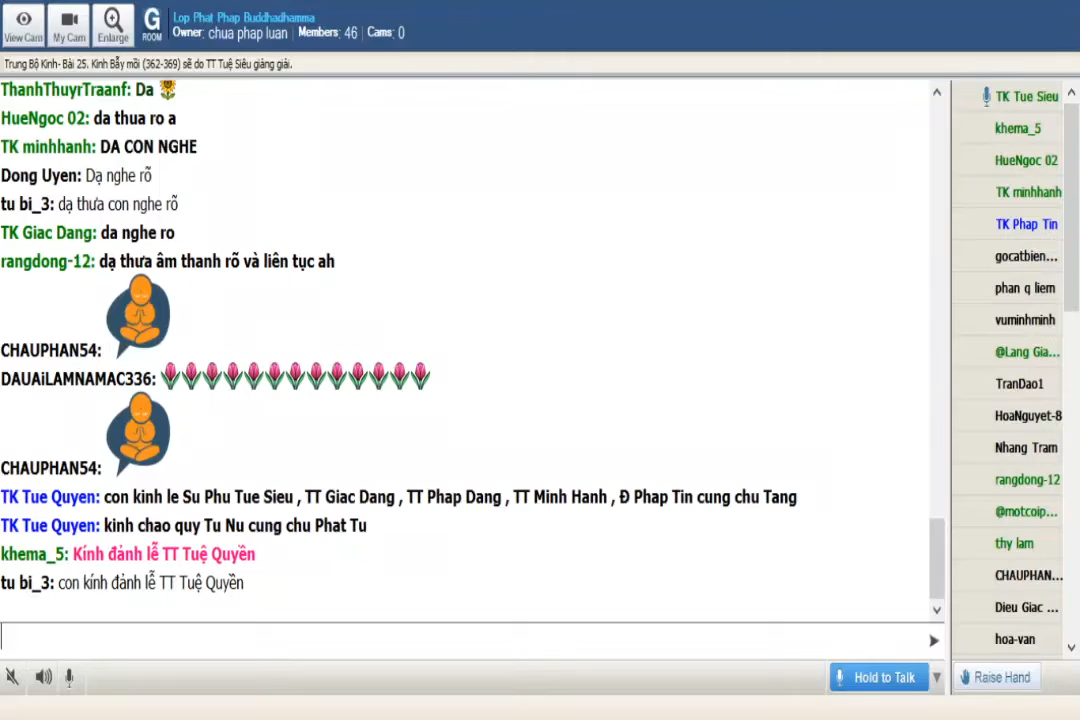 View Cam
My Cam
Enlarge
G
ROOM
Lop Phat Phap Buddhadhamma
Owner: chua phap luan | Members: 46 | Cams: 0
Trung Bộ Kinh- Bài 25. Kinh Bẫy mồi (362-369) sẽ do TT Tuệ Siêu giảng giải.
ThanhThuyrTraanf: Da
HueNgoc 02: da thua ro a
TK minhhanh: DA CON NGHE
Dong Uyen: Dạ nghe rõ
tu bi_3: dạ thưa con nghe rõ
TK Giac Dang: da nghe ro
rangdong-12: dạ thưa âm thanh rõ và liên tục ah
CHAUPHAN54:
DAUAiLAMNAMAC336:
CHAUPHAN54:
TK Tue Quyen: con kinh le Su Phu Tue Sieu , TT Giac Dang , TT Phap Dang , TT Minh Hanh , Đ Phap Tin cung chu Tang
TK Tue Quyen: kinh chao quy Tu Nu cung chu Phat Tu
khema_5: Kính đảnh lễ TT Tuệ Quyền
tu bi_3: con kính đảnh lễ TT Tuệ Quyền
TK Tue Sieu
khema_5
HueNgoc 02
TK minhhanh
TK Phap Tin
gocatbien...
phan q liem
vuminhminh
@Lang Gia...
TranDao1
HoaNguyet-8
Nhang Tram
rangdong-12
@motcoip...
thy lam
CHAUPHAN...
Dieu Giac ...
hoa-van
Hold to Talk
Raise Hand